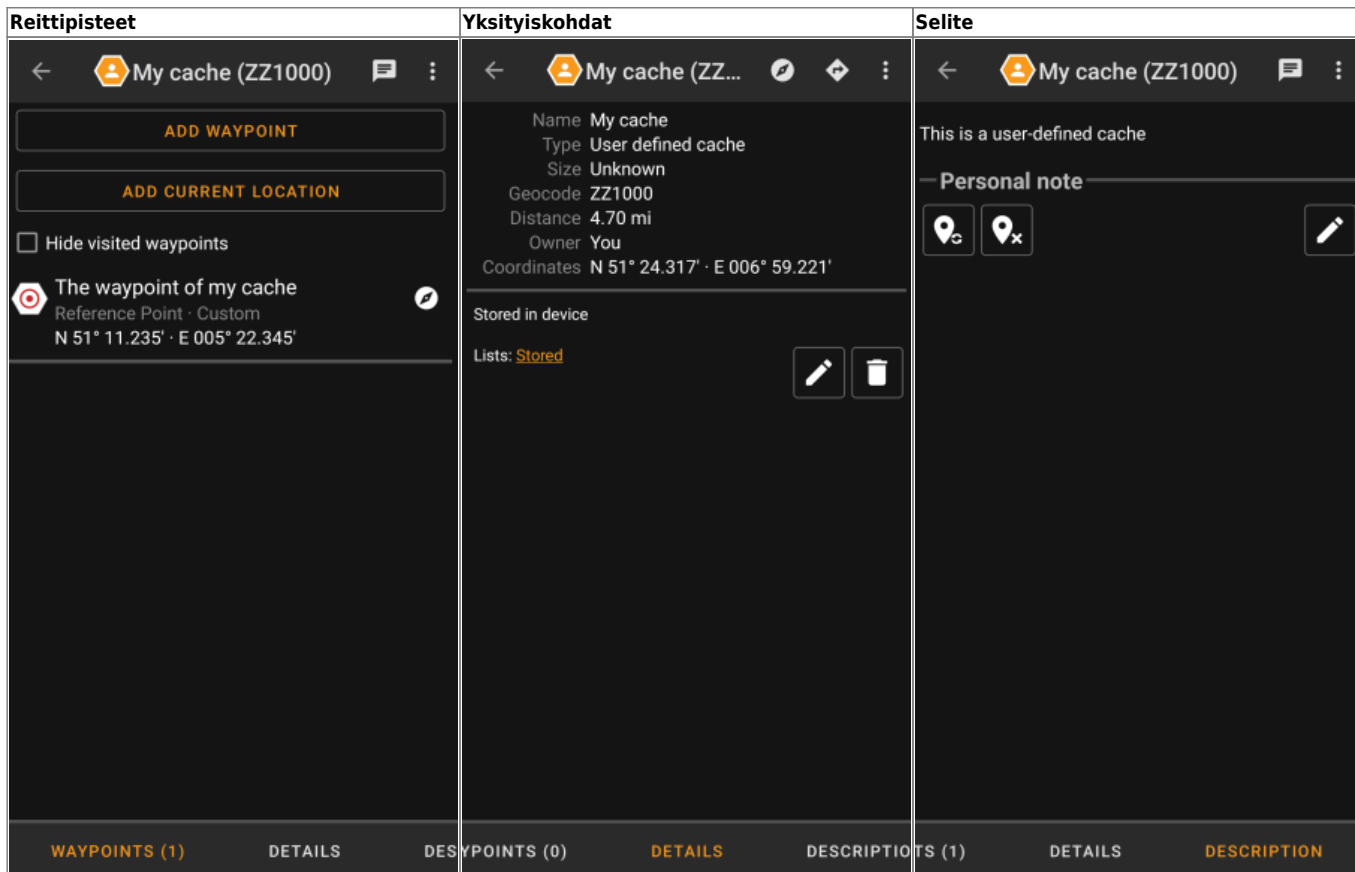 Reittipisteet
My cache (ZZ1000)
ADD WAYPOINT
ADD CURRENT LOCATION
Hide visited waypoints
The waypoint of my cache
Reference Point · Custom
N 51° 11.235' · E 005° 22.345'
WAYPOINTS (1) DETAILS DES
Yksityiskohdat
My cache (ZZ...
Name My cache
Type User defined cache
Size Unknown
Geocode ZZ1000
Distance 4.70 mi
Owner You
Coordinates N 51° 24.317' · E 006° 59.221'
Stored in device
Lists: Stored
YPOINTS (0) DETAILS DESCRIPTIO
Selite
My cache (ZZ1000)
This is a user-defined cache
Personal note
TS (1) DETAILS DESCRIPTION